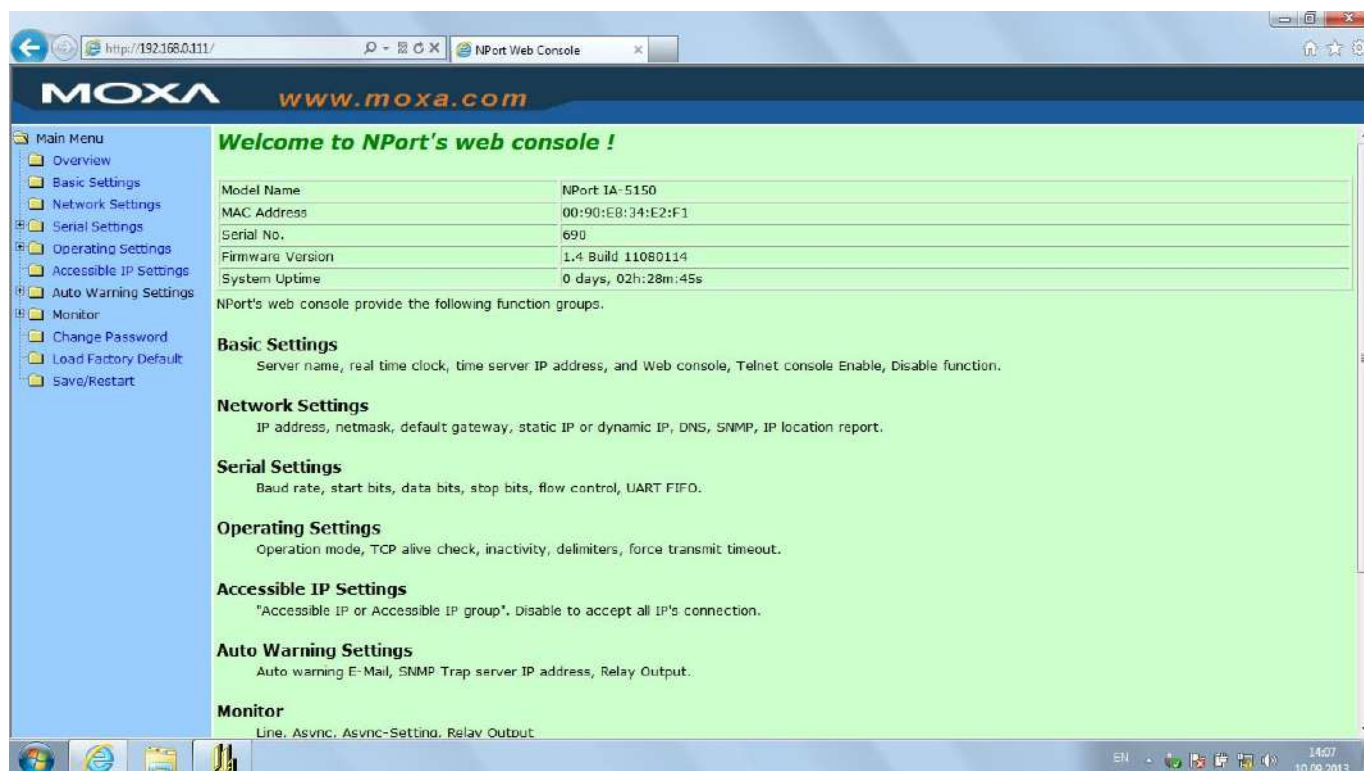 http://192.168.0.111/
NPort Web Console
MOXA
www.moxa.com
Main Menu
Overview
Basic Settings
Network Settings
Serial Settings
Operating Settings
Accessible IP Settings
Auto Warning Settings
Monitor
Change Password
Load Factory Default
Save/Restart
Welcome to NPort's web console !
Model Name NPort IA-5150
MAC Address 00:90:E8:34:E2:F1
Serial No. 690
Firmware Version 1.4 Build 11080114
System Uptime 0 days, 02h:28m:45s
NPort's web console provide the following function groups.
Basic Settings
Server name, real time clock, time server IP address, and Web console, Telnet console Enable, Disable function.
Network Settings
IP address, netmask, default gateway, static IP or dynamic IP, DNS, SNMP, IP location report.
Serial Settings
Baud rate, start bits, data bits, stop bits, flow control, UART FIFO.
Operating Settings
Operation mode, TCP alive check, inactivity, delimiters, force transmit timeout.
Accessible IP Settings
"Accessible IP or Accessible IP group". Disable to accept all IP's connection.
Auto Warning Settings
Auto warning E-Mail, SNMP Trap server IP address, Relay Output.
Monitor
Line, Async, Async-Setting, Relay Output
EN
14:07
10.09.2013